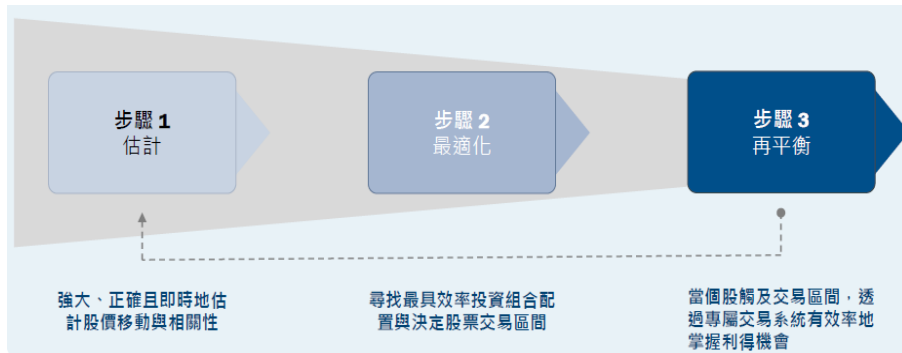 步驟 1
估計
步驟 2
最適化
步驟 3
再平衡
強大、正確且即時地估
計股價移動與相關性
尋找最具效率投資組合配
置與決定股票交易區間
當個股觸及交易區間，透
過專屬交易系統有效率地
掌握利得機會